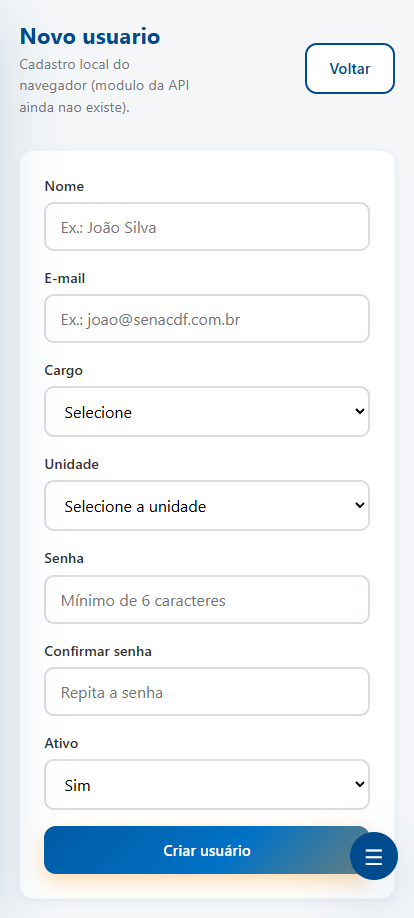 Novo usuario
Cadastro local do
navegador (modulo da API
ainda nao existe).
Voltar
Nome
Ex.: João Silva
E-mail
Ex.: joao@senacdf.com.br
Cargo
Selecione
Unidade
Selecione a unidade
Senha
Mínimo de 6 caracteres
Confirmar senha
Repita a senha
Ativo
Sim
Criar usuário